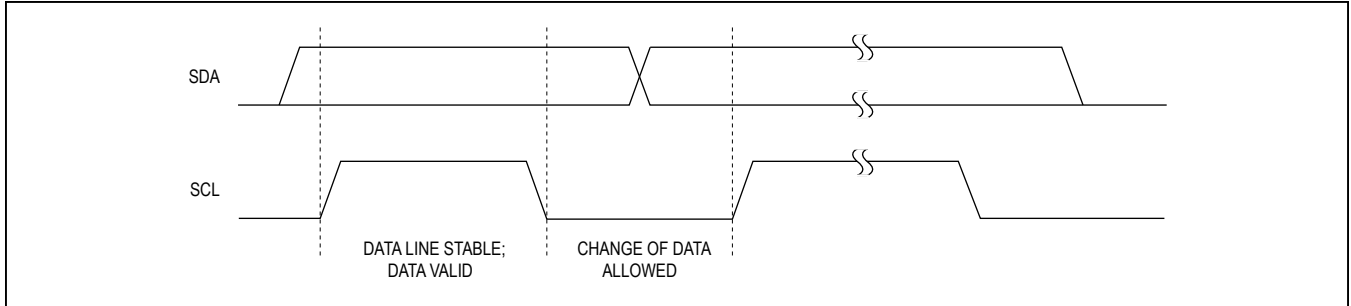 SDA
SCL
DATA LINE STABLE;
DATA VALID
CHANGE OF DATA
ALLOWED